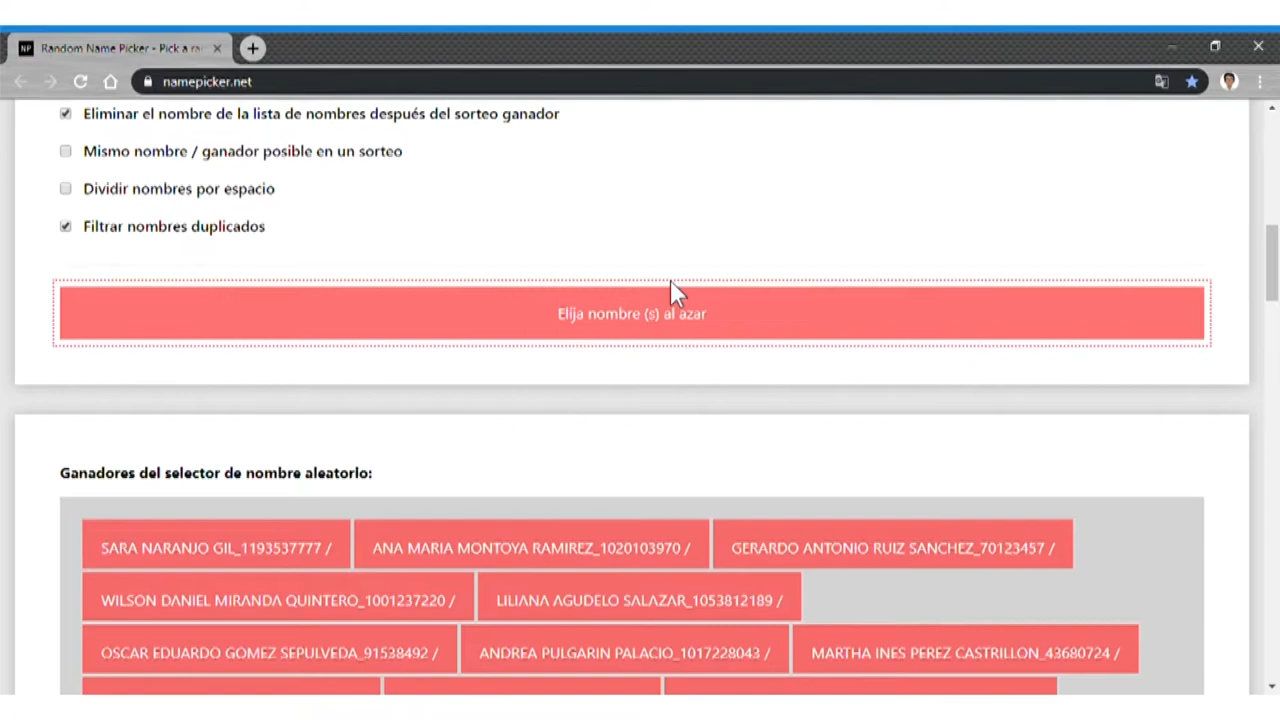 NP Random Name Picker - Pick a ra
namepicker.net
Eliminar el nombre de la lista de nombres después del sorteo ganador
Mismo nombre / ganador posible en un sorteo
Dividir nombres por espacio
Filtrar nombres duplicados
Elija nombre (s) al azar
Ganadores del selector de nombre aleatorio:
SARA NARANJO GIL_1193537777 / ANA MARIA MONTOYA RAMIREZ_1020103970 / GERARDO ANTONIO RUIZ SANCHEZ_70123457 /
WILSON DANIEL MIRANDA QUINTERO_1001237220 / LILIANA AGUDELO SALAZAR_1053812189 /
OSCAR EDUARDO GOMEZ SEPULVEDA_91538492 / ANDREA PULGARIN PALACIO_1017228043 / MARTHA INES PEREZ CASTRILLON_43680724 /